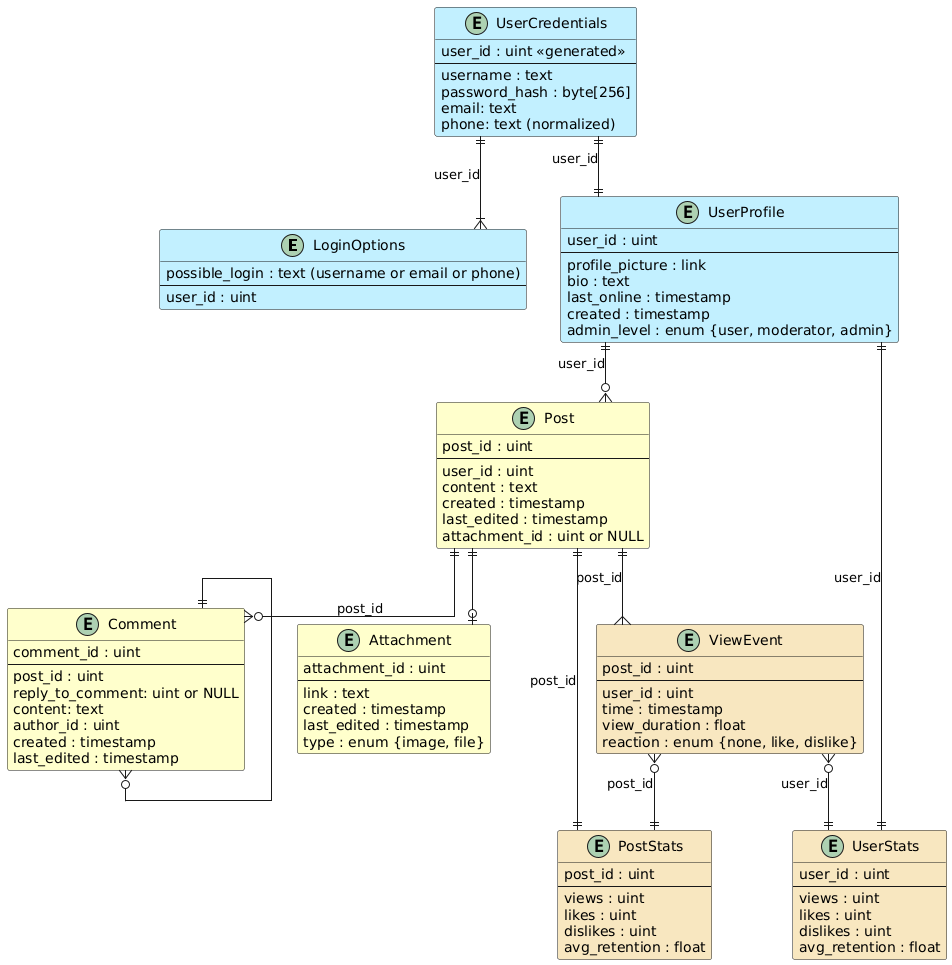 E UserCredentials
user_id : uint «generated»
username : text
password_hash : byte[256]
email: text
phone: text (normalized)
user_id
user_id
E LoginOptions
possible_login : text (username or email or phone)
user_id : uint
E UserProfile
user_id : uint
profile_picture : link
bio : text
last_online : timestamp
created : timestamp
admin_level : enum {user, moderator, admin}
user_id
E Post
post_id : uint
user_id : uint
content : text
created : timestamp
last_edited : timestamp
attachment_id : uint or NULL
post_id
user_id
post_id
E Comment
comment_id : uint
post_id : uint
reply_to_comment: uint or NULL
content: text
author_id : uint
created : timestamp
last_edited : timestamp
E Attachment
attachment_id : uint
link : text
created : timestamp
last_edited : timestamp
type : enum {image, file}
post_id
E ViewEvent
post_id : uint
user_id : uint
time : timestamp
view_duration : float
reaction : enum {none, like, dislike}
post_id
user_id
E PostStats
post_id : uint
views : uint
likes : uint
dislikes : uint
avg_retention : float
E UserStats
user_id : uint
views : uint
likes : uint
dislikes : uint
avg_retention : float